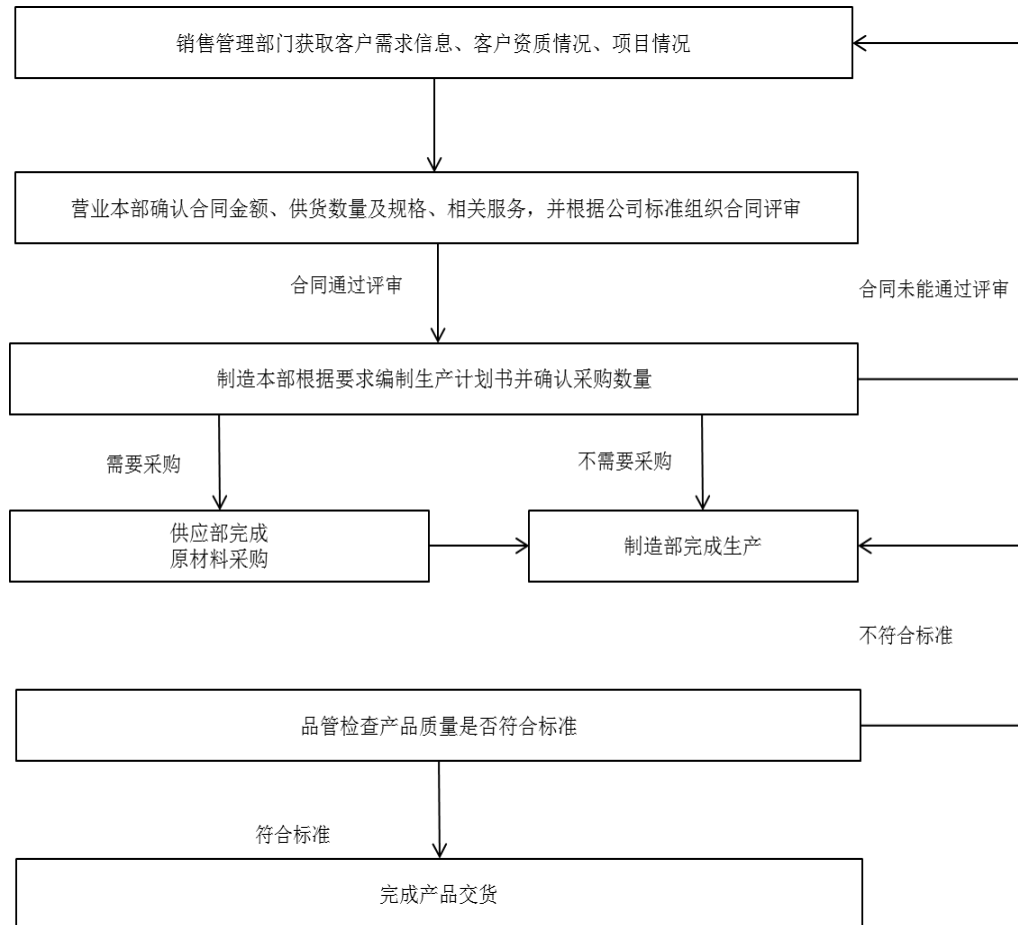 销售管理部门获取客户需求信息、客户资质情况、项目情况
营业本部确认合同金额、供货数量及规格、相关服务，并根据公司标准组织合同评审
合同通过评审
合同未能通过评审
制造本部根据要求编制生产计划书并确认采购数量
需要采购
不需要采购
供应部完成
原材料采购
制造部完成生产
不符合标准
品管检查产品质量是否符合标准
符合标准
完成产品交货